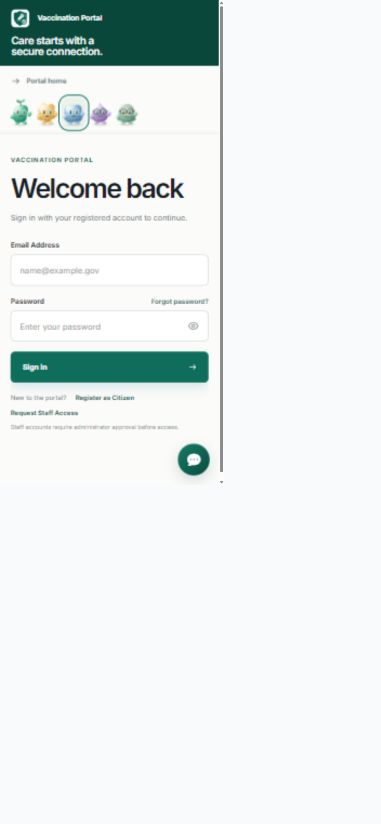 Vaccination Portal
Care starts with a
secure connection.
Portal home
VACCINATION PORTAL
Welcome back
Sign in with your registered account to continue.
Email Address
name@example.gov
Password Forgot password?
Enter your password
Sign in
New to the portal? Register as Citizen
Request Staff Access
Staff accounts require administrator approval before access.